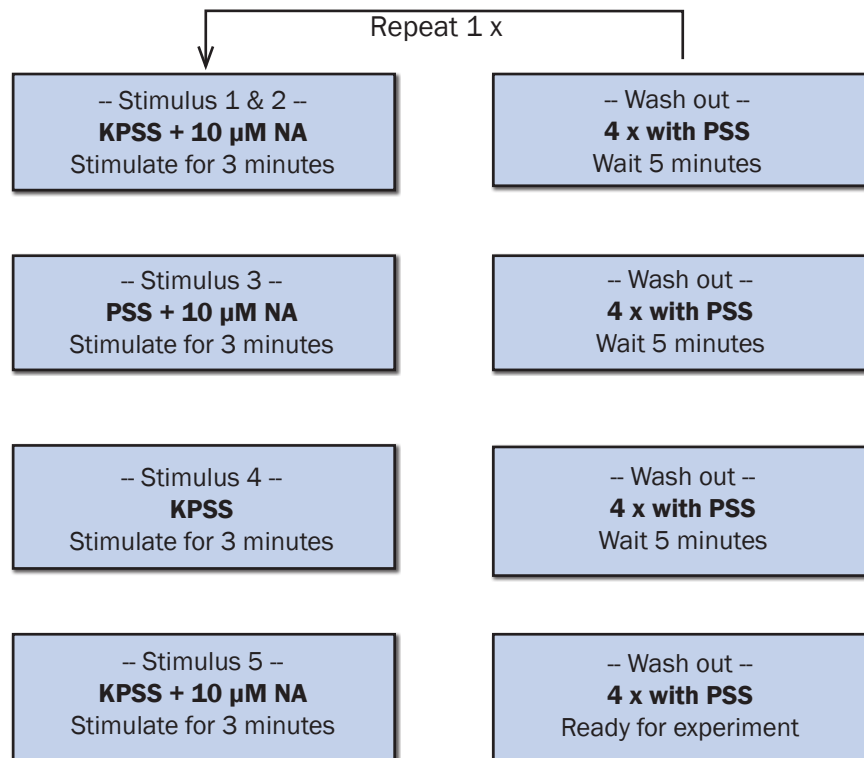 Repeat 1 x
-- Stimulus 1 & 2 --
KPSS + 10 µM NA
Stimulate for 3 minutes
-- Wash out --
4 x with PSS
Wait 5 minutes
-- Stimulus 3 --
PSS + 10 µM NA
Stimulate for 3 minutes
-- Wash out --
4 x with PSS
Wait 5 minutes
-- Stimulus 4 --
KPSS
Stimulate for 3 minutes
-- Wash out --
4 x with PSS
Wait 5 minutes
-- Stimulus 5 --
KPSS + 10 µM NA
Stimulate for 3 minutes
-- Wash out --
4 x with PSS
Ready for experiment